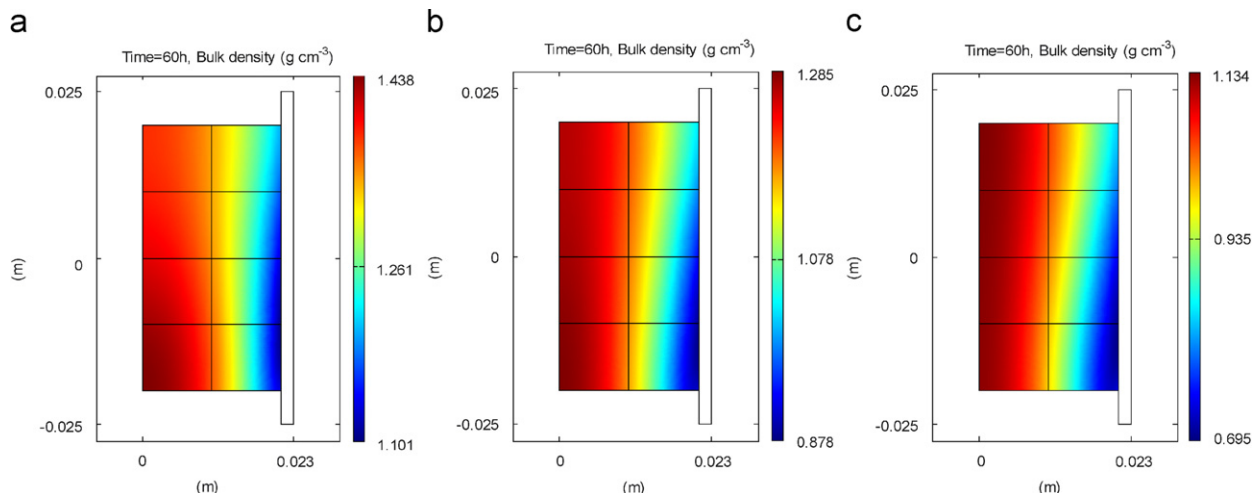 a
Time=60h, Bulk density (g cm-3)
1.438
0.025
0
(m)
1.261
-0.025
1.101
0
0.023
(m)
b
Time=60h, Bulk density (g cm-3)
1.285
0.025
0
(m)
1.078
-0.025
0.878
0
0.023
(m)
c
Time=60h, Bulk density (g cm-3)
1.134
0.025
0.935
0
(m)
-0.025
0.695
0
0.023
(m)